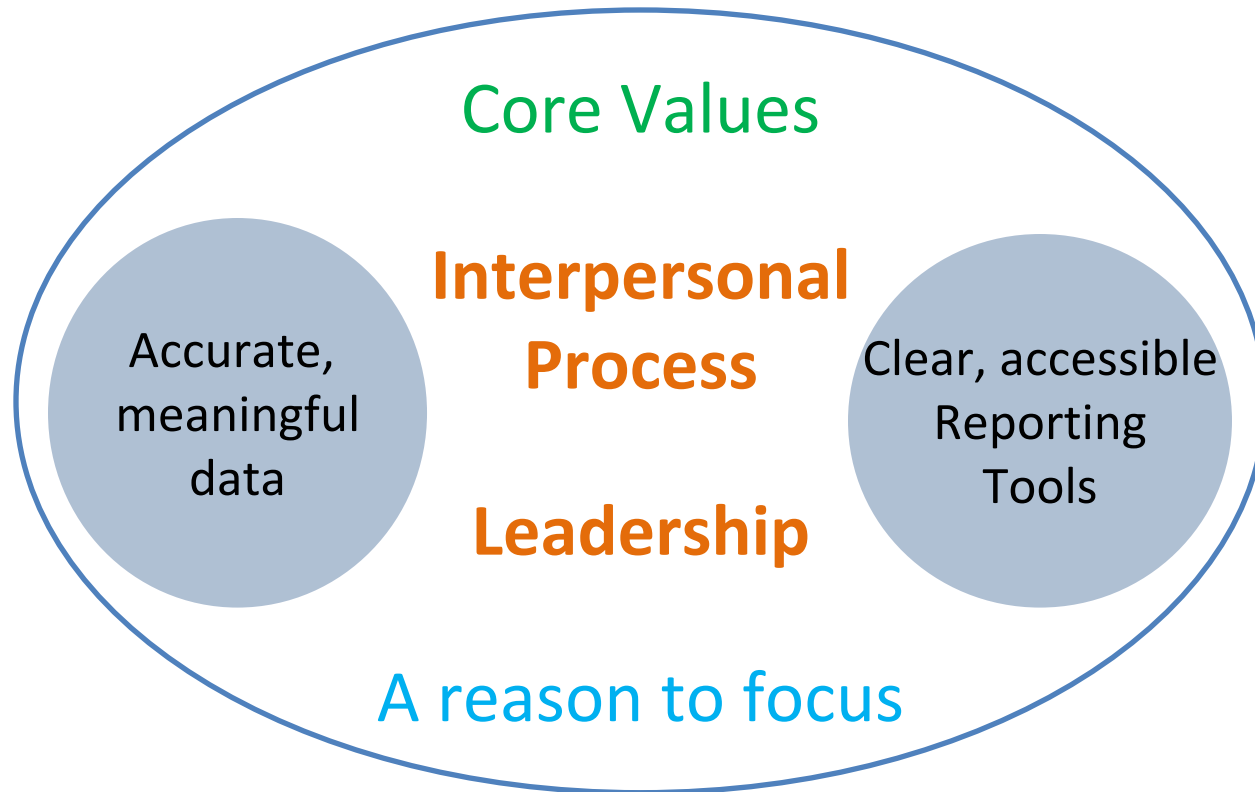 Core Values
Interpersonal
Process
Accurate,
meaningful
data
Clear, accessible
Reporting
Tools
Leadership
A reason to focus